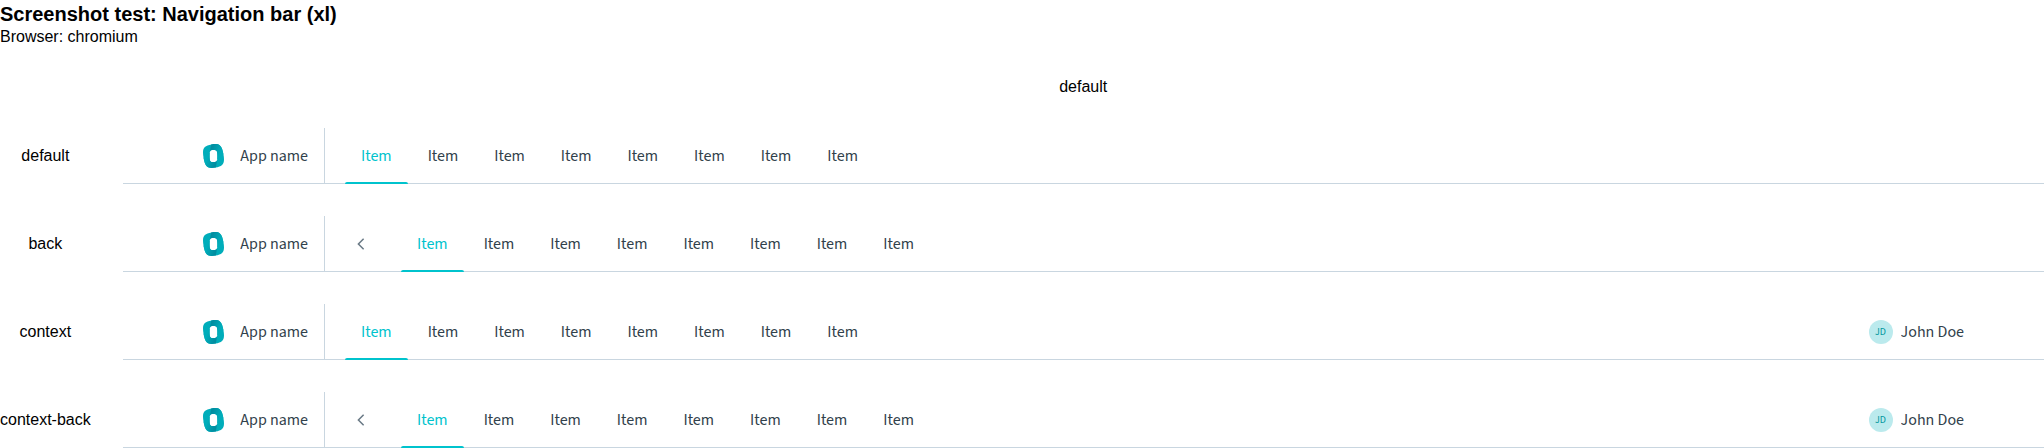 Screenshot test: Navigation bar (xl)
Browser: chromium
default
default App name Item Item Item Item Item Item Item Item
back App name Item Item Item Item Item Item Item Item
context App name Item Item Item Item Item Item Item Item JD John Doe
context-back App name Item Item Item Item Item Item Item Item JD John Doe